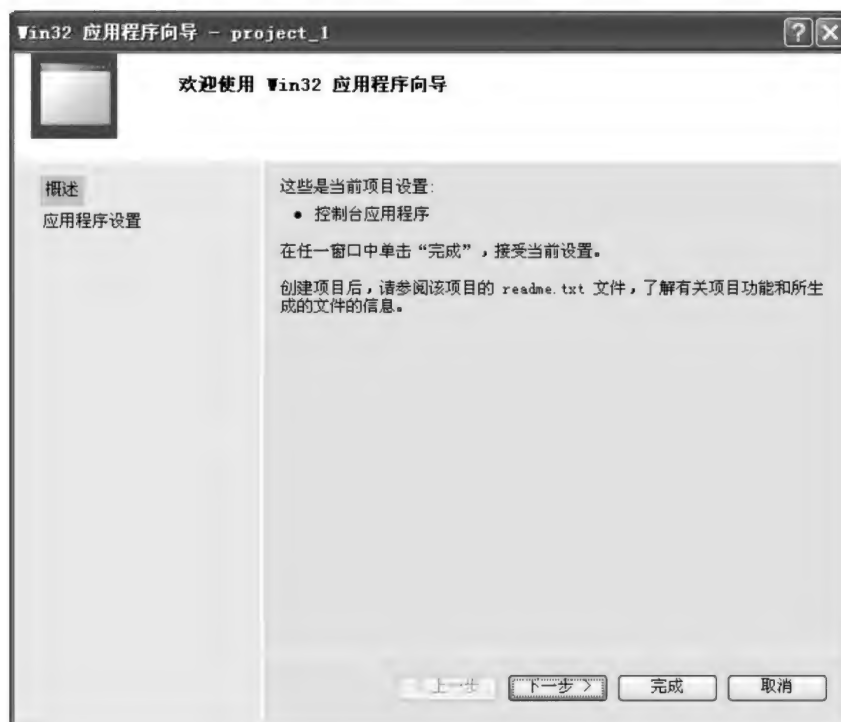 Win32 应用程序向导 - project_1
欢迎使用 Win32 应用程序向导
概述
应用程序设置
这些是当前项目设置:
• 控制台应用程序
在任一窗口中单击“完成”，接受当前设置。
创建项目后，请参阅该项目的 readme.txt 文件，了解有关项目功能和所生
成的文件的信息。
< 上一步
下一步 >
完成
取消